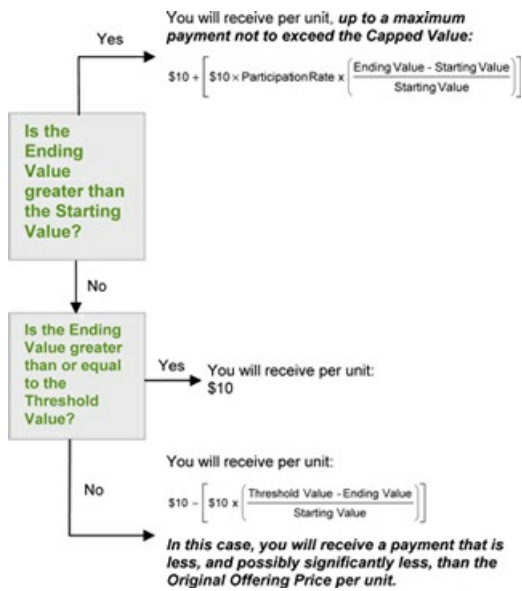 You will receive per unit, up to a maximum
payment not to exceed the Capped Value:
Yes
$10 + [ $10 × Participation Rate x ( Ending Value - Starting Value / Starting Value ) ]
Is the
Ending
Value
greater than
the Starting
Value?
No
Is the Ending
Value greater
than or equal
to the
Threshold
Value?
Yes
You will receive per unit:
$10
You will receive per unit:
No
$10 – [ $10 x ( Threshold Value - Ending Value / Starting Value ) ]
In this case, you will receive a payment that is
less, and possibly significantly less, than the
Original Offering Price per unit.